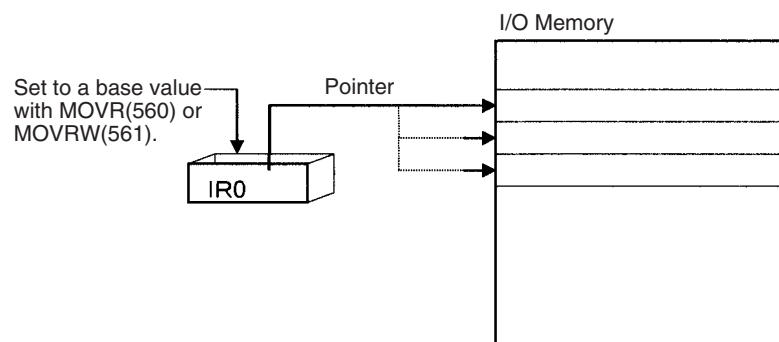 I/O Memory
Set to a base value
with MOVR(560) or
MOVRW(561).
Pointer
IR0